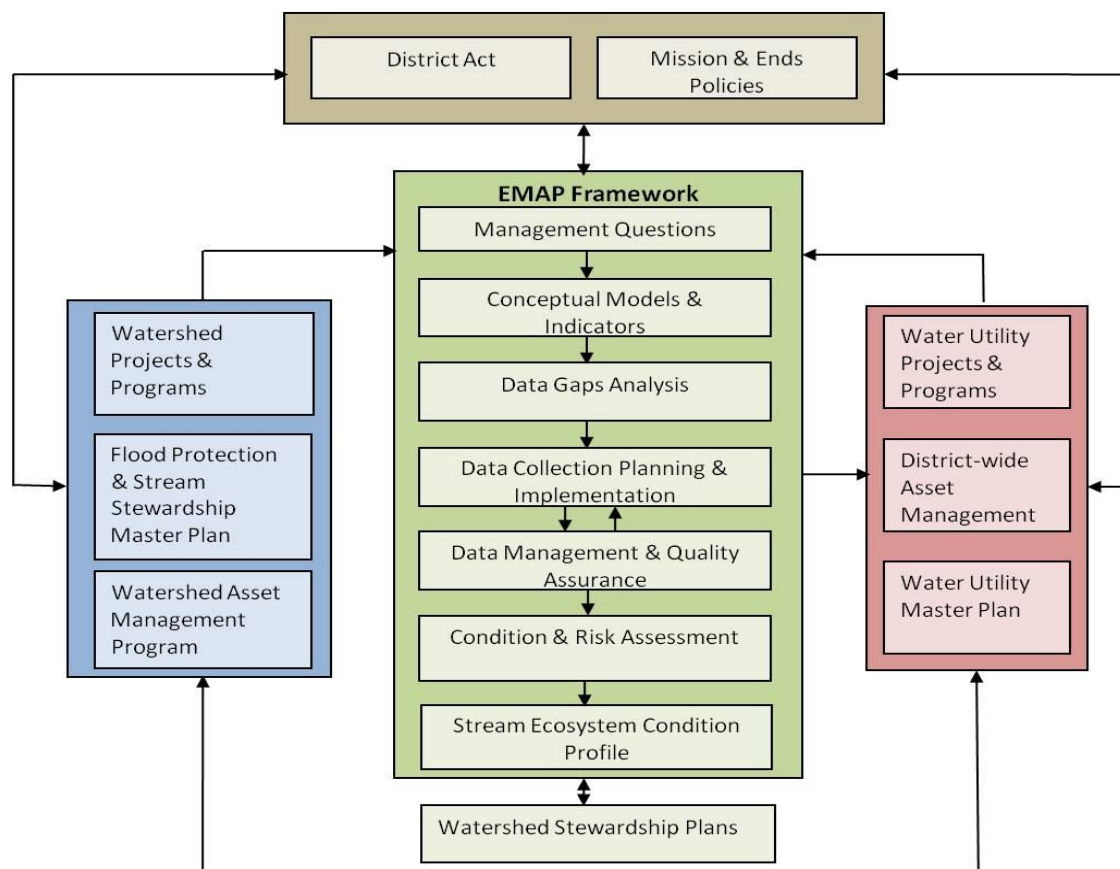 District Act
Mission & Ends
Policies
EMAP Framework
Management Questions
Conceptual Models &
Indicators
Data Gaps Analysis
Data Collection Planning &
Implementation
Data Management & Quality
Assurance
Condition & Risk Assessment
Stream Ecosystem Condition
Profile
Watershed Stewardship Plans
Watershed
Projects &
Programs
Flood Protection
& Stream
Stewardship
Master Plan
Watershed Asset
Management
Program
Water Utility
Projects &
Programs
District-wide
Asset
Management
Water Utility
Master Plan